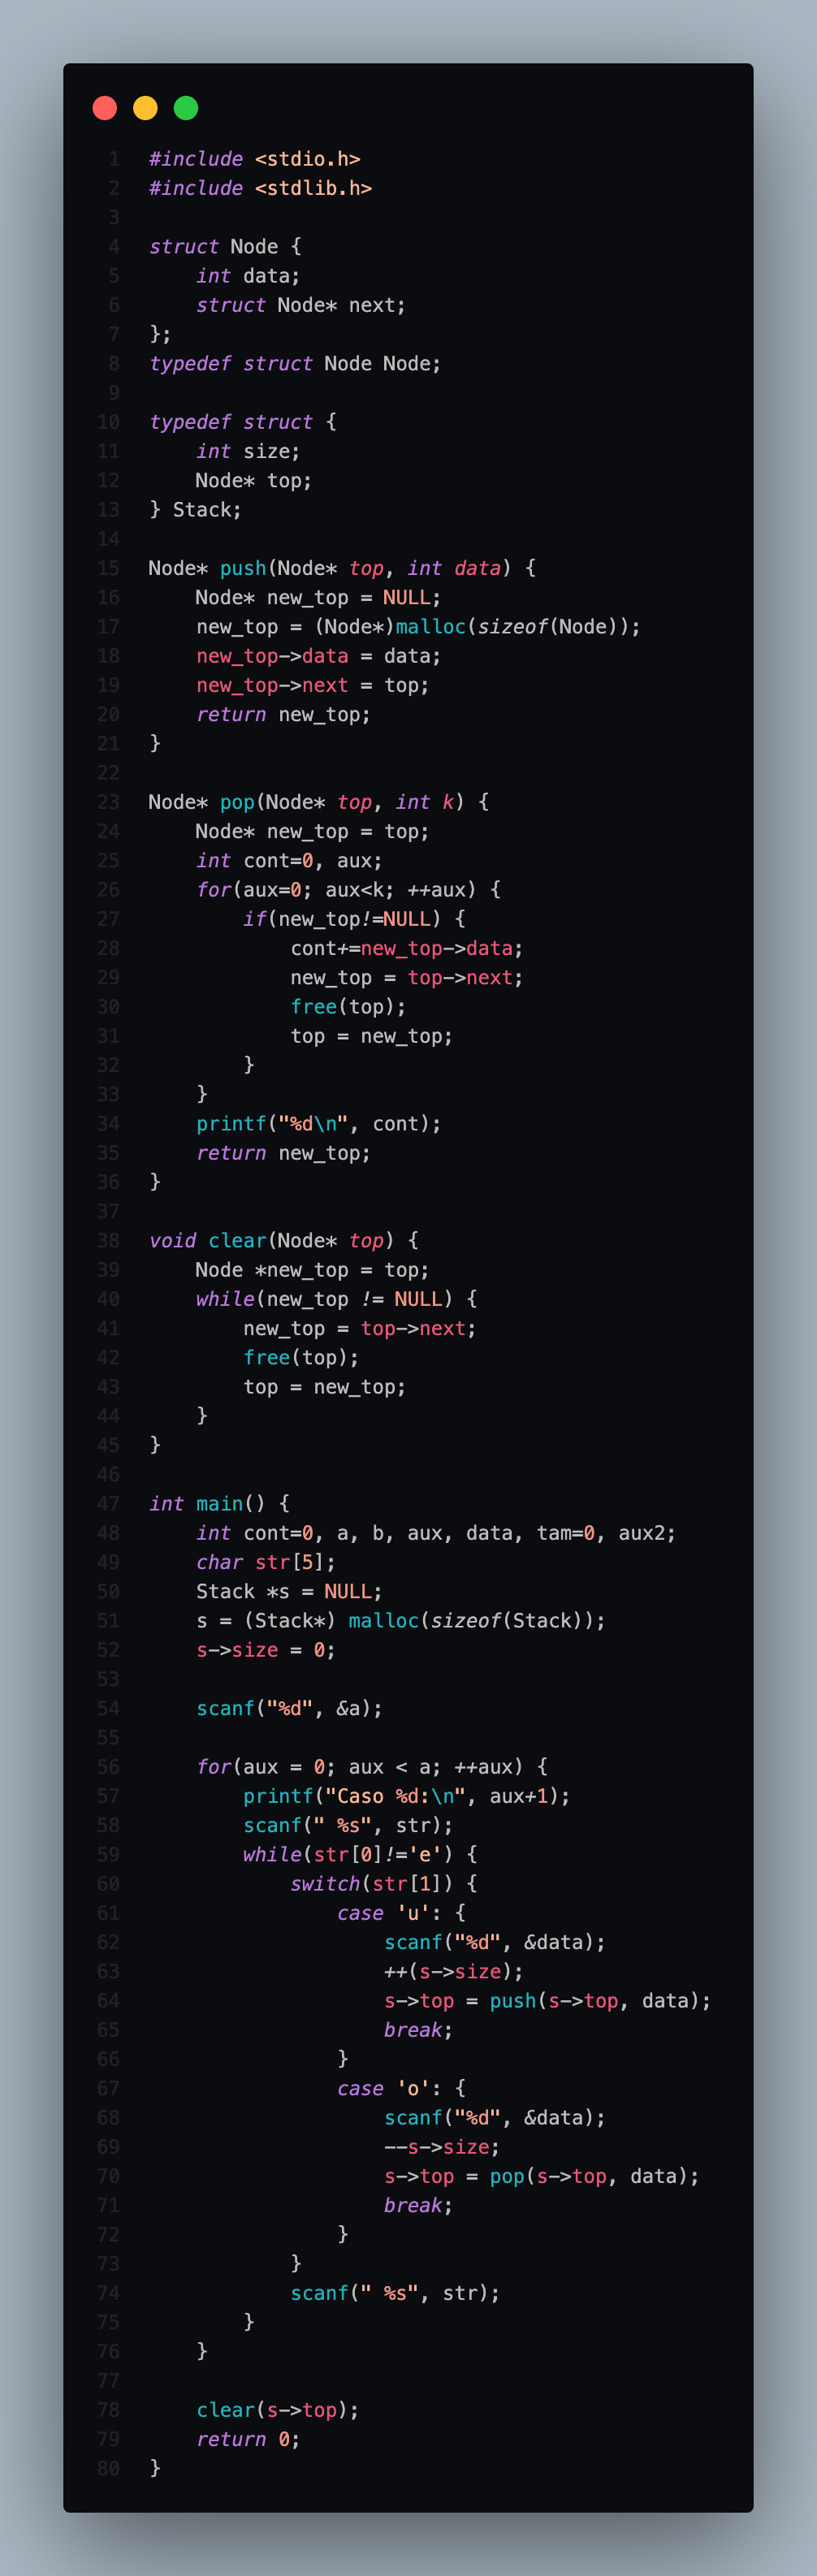 1 #include <stdio.h>
2 #include <stdlib.h>
3
4 struct Node {
5     int data;
6     struct Node* next;
7 };
8 typedef struct Node Node;
9
10 typedef struct {
11     int size;
12     Node* top;
13 } Stack;
14
15 Node* push(Node* top, int data) {
16     Node* new_top = NULL;
17     new_top = (Node*)malloc(sizeof(Node));
18     new_top->data = data;
19     new_top->next = top;
20     return new_top;
21 }
22
23 Node* pop(Node* top, int k) {
24     Node* new_top = top;
25     int cont=0, aux;
26     for(aux=0; aux<k; ++aux) {
27         if(new_top!=NULL) {
28             cont+=new_top->data;
29             new_top = top->next;
30             free(top);
31             top = new_top;
32         }
33     }
34     printf("%d\n", cont);
35     return new_top;
36 }
37
38 void clear(Node* top) {
39     Node *new_top = top;
40     while(new_top != NULL) {
41         new_top = top->next;
42         free(top);
43         top = new_top;
44     }
45 }
46
47 int main() {
48     int cont=0, a, b, aux, data, tam=0, aux2;
49     char str[5];
50     Stack *s = NULL;
51     s = (Stack*) malloc(sizeof(Stack));
52     s->size = 0;
53
54     scanf("%d", &a);
55
56     for(aux = 0; aux < a; ++aux) {
57         printf("Caso %d:\n", aux+1);
58         scanf(" %s", str);
59         while(str[0]!='e') {
60             switch(str[1]) {
61                 case 'u': {
62                     scanf("%d", &data);
63                     ++(s->size);
64                     s->top = push(s->top, data);
65                     break;
66                 }
67                 case 'o': {
68                     scanf("%d", &data);
69                     --s->size;
70                     s->top = pop(s->top, data);
71                     break;
72                 }
73             }
74             scanf(" %s", str);
75         }
76     }
77
78     clear(s->top);
79     return 0;
80 }